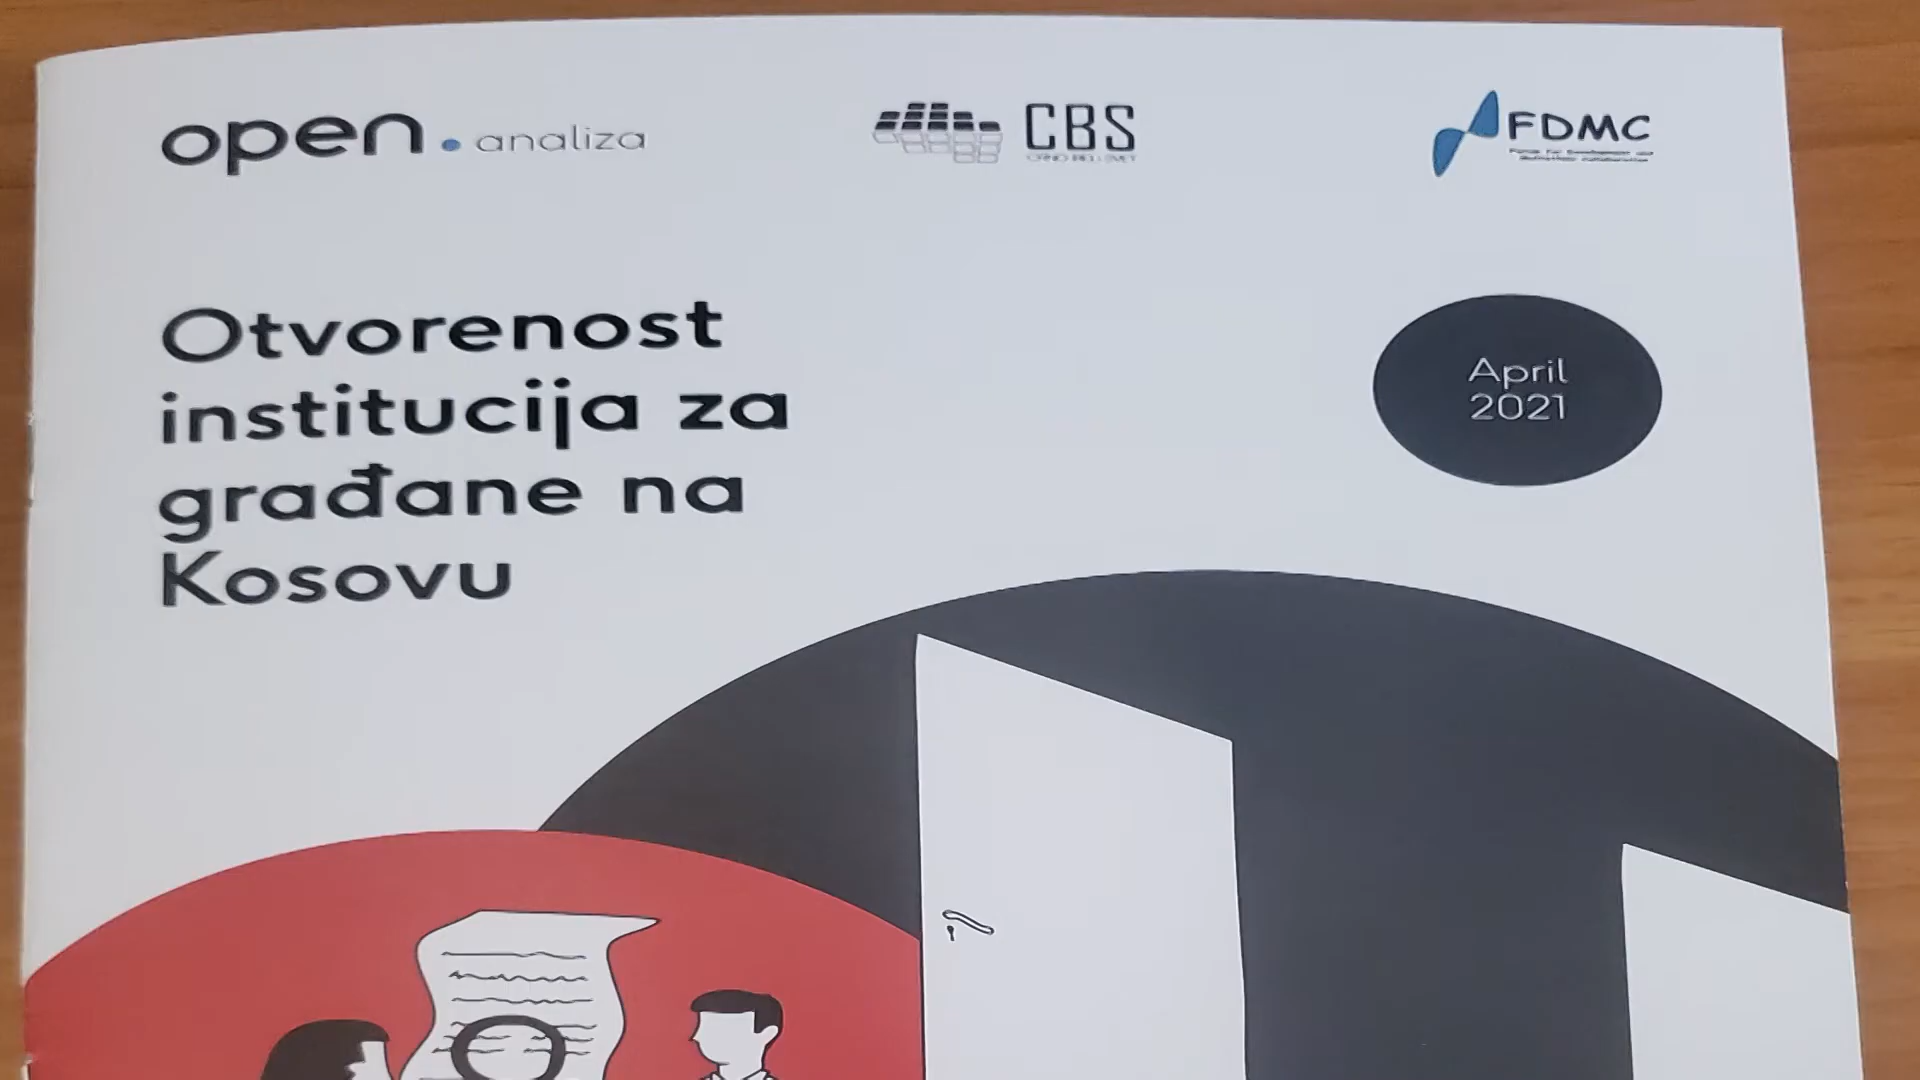 open. analiza
CBS
FDMC
Otvorenost
institucija za
građane na
Kosovu
April
2021